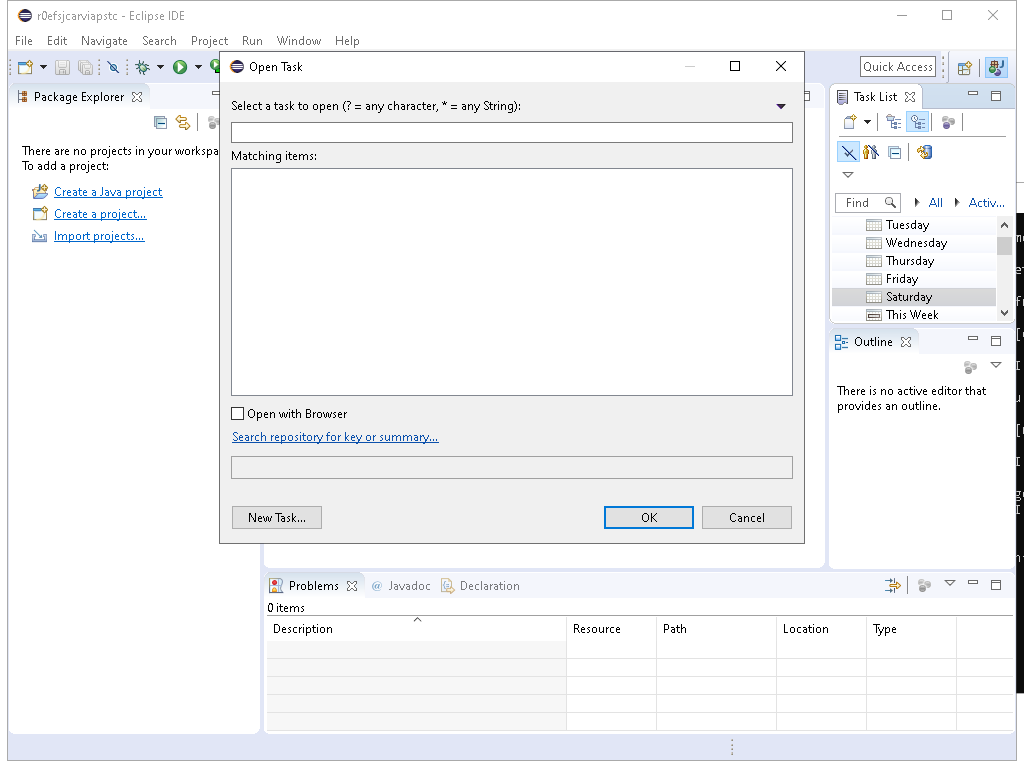 r0efsjcarviapstc - Eclipse IDE
File Edit Navigate Search Project Run Window Help
Quick Access
Open Task
Select a task to open (? = any character, * = any String):
Matching items:
Open with Browser
Search repository for key or summary...
New Task...
OK
Cancel
Package Explorer
There are no projects in your workspa
To add a project:
Create a Java project
Create a project...
Import projects...
Task List
Find
All
Activ...
Tuesday
Wednesday
Thursday
Friday
Saturday
This Week
Outline
There is no active editor that
provides an outline.
Problems
@ Javadoc
Declaration
0 items
Description Resource Path Location Type